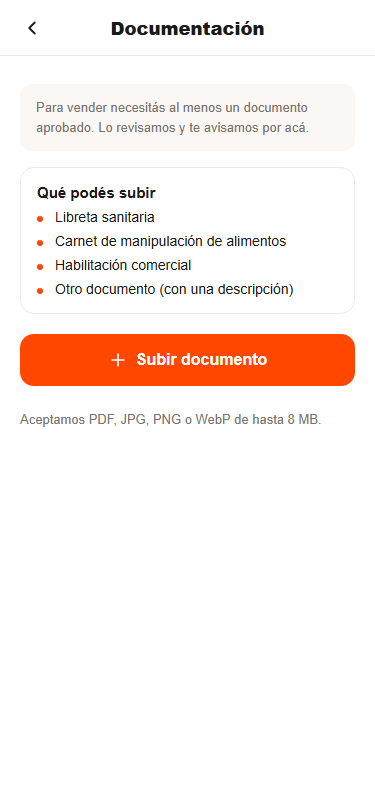 Documentación
Para vender necesitás al menos un documento
aprobado. Lo revisamos y te avisamos por acá.
Qué podés subir
Libreta sanitaria
Carnet de manipulación de alimentos
Habilitación comercial
Otro documento (con una descripción)
Subir documento
Aceptamos PDF, JPG, PNG o WebP de hasta 8 MB.